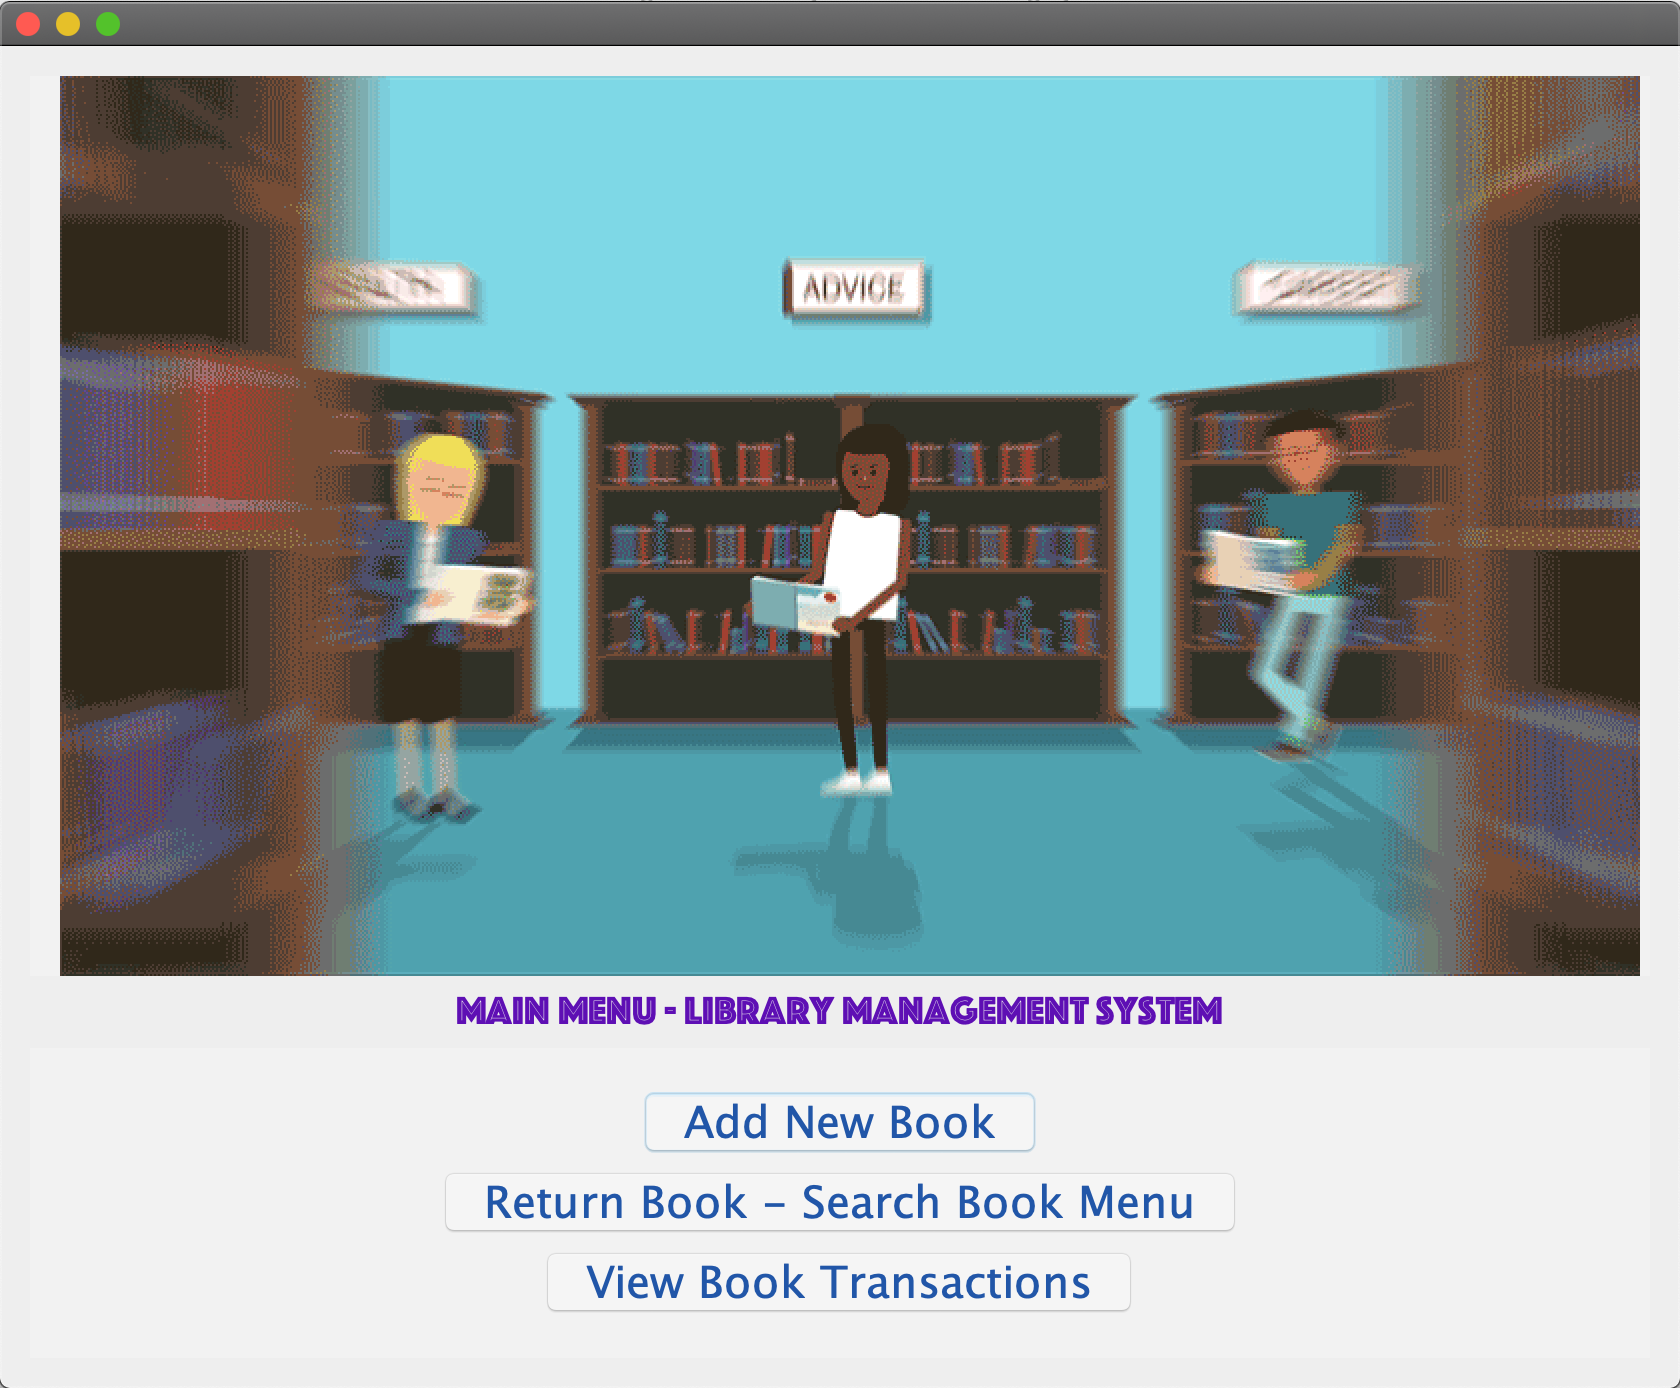 ADVICE
MAIN MENU - LIBRARY MANAGEMENT SYSTEM
Add New Book
Return Book - Search Book Menu
View Book Transactions